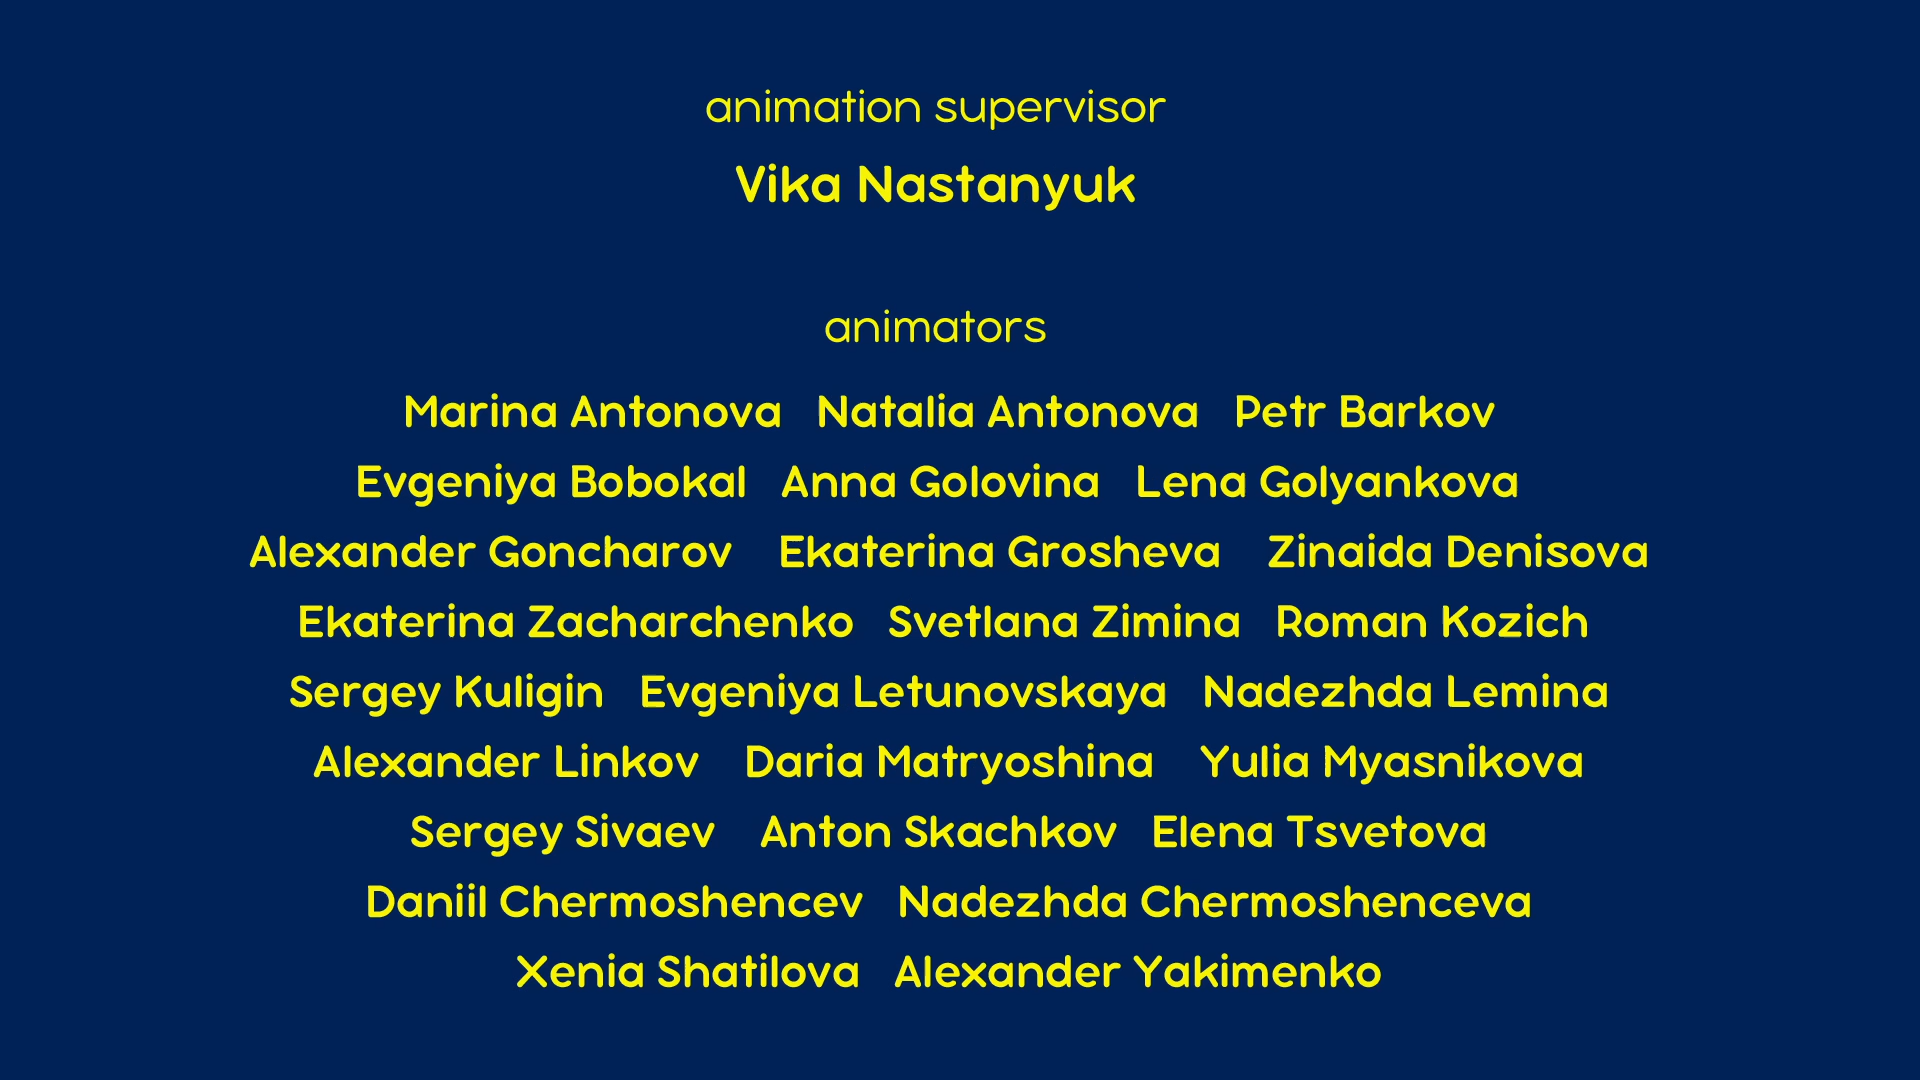 animation supervisor
Vika Nastanyuk
animators
Marina Antonova Natalia Antonova Petr Barkov
Evgeniya Bobokal Anna Golovina Lena Golyankova
Alexander Goncharov Ekaterina Grosheva Zinaida Denisova
Ekaterina Zacharchenko Svetlana Zimina Roman Kozich
Sergey Kuligin Evgeniya Letunovskaya Nadezhda Lemina
Alexander Linkov Daria Matryoshina Yulia Myasnikova
Sergey Sivaev Anton Skachkov Elena Tsvetova
Daniil Chermoshencev Nadezhda Chermoshenceva
Xenia Shatilova Alexander Yakimenko